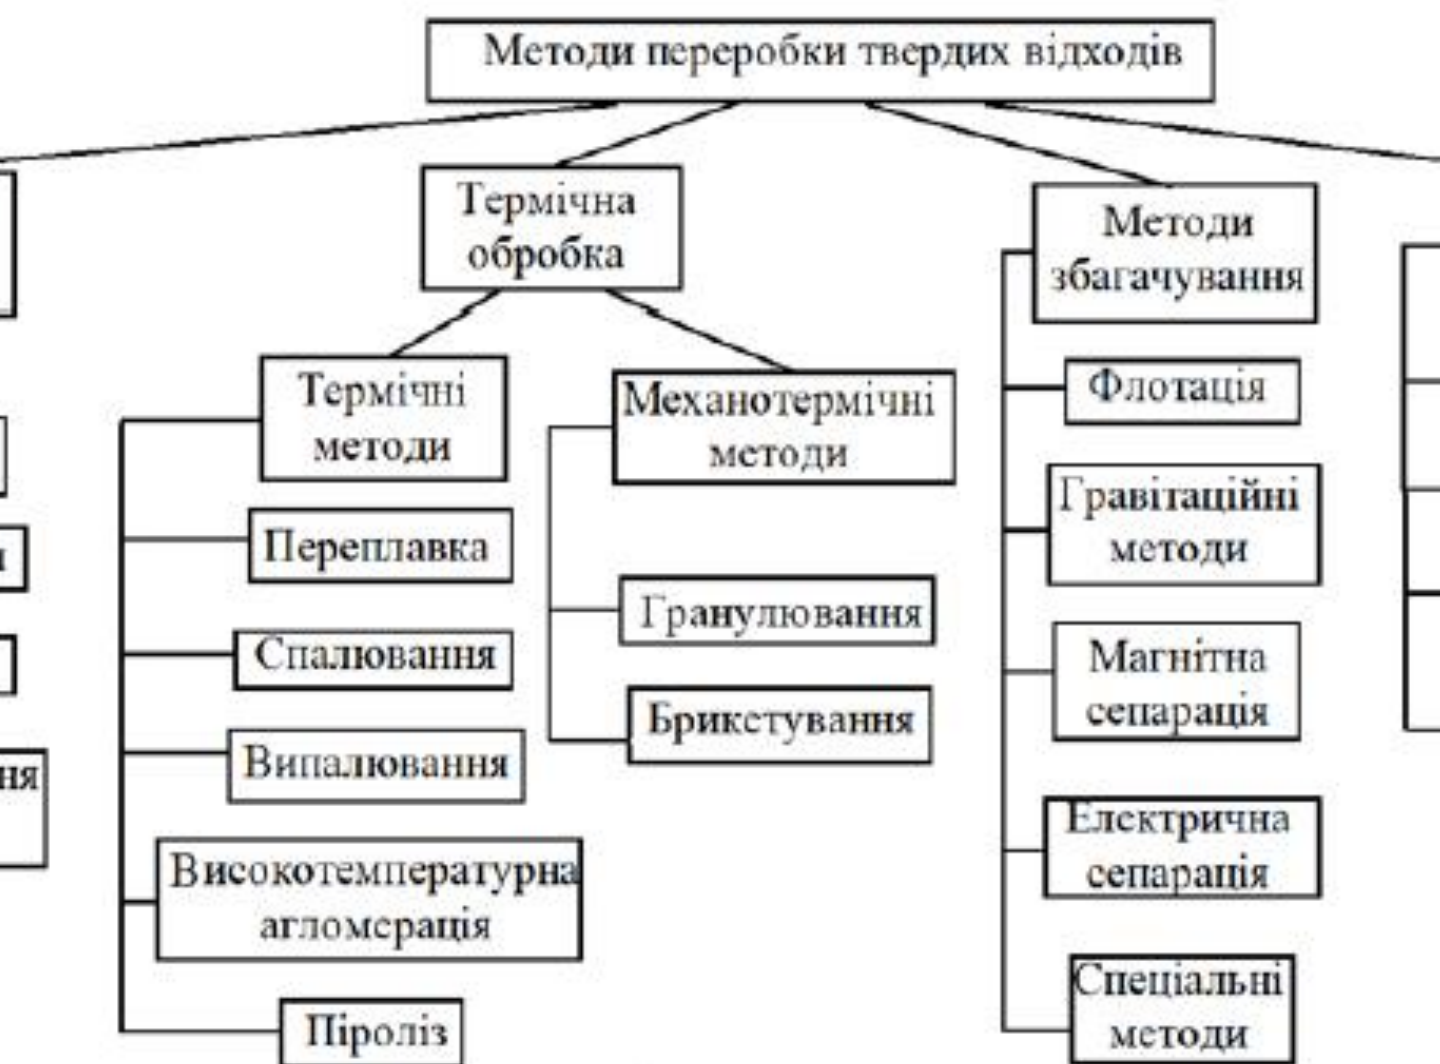 Методи переробки твердих відходів
Термічна
обробка
Методи
збагачування
Термічні
методи
Механотермічні
методи
Флотація
Гравітаційні
методи
Переплавка
Гранулювання
Спалювання
Магнітна
сепарація
Брикетування
Випалювання
ня
Електрична
сепарація
Високотемпературна
агломерація
Спеціальні
методи
Піроліз